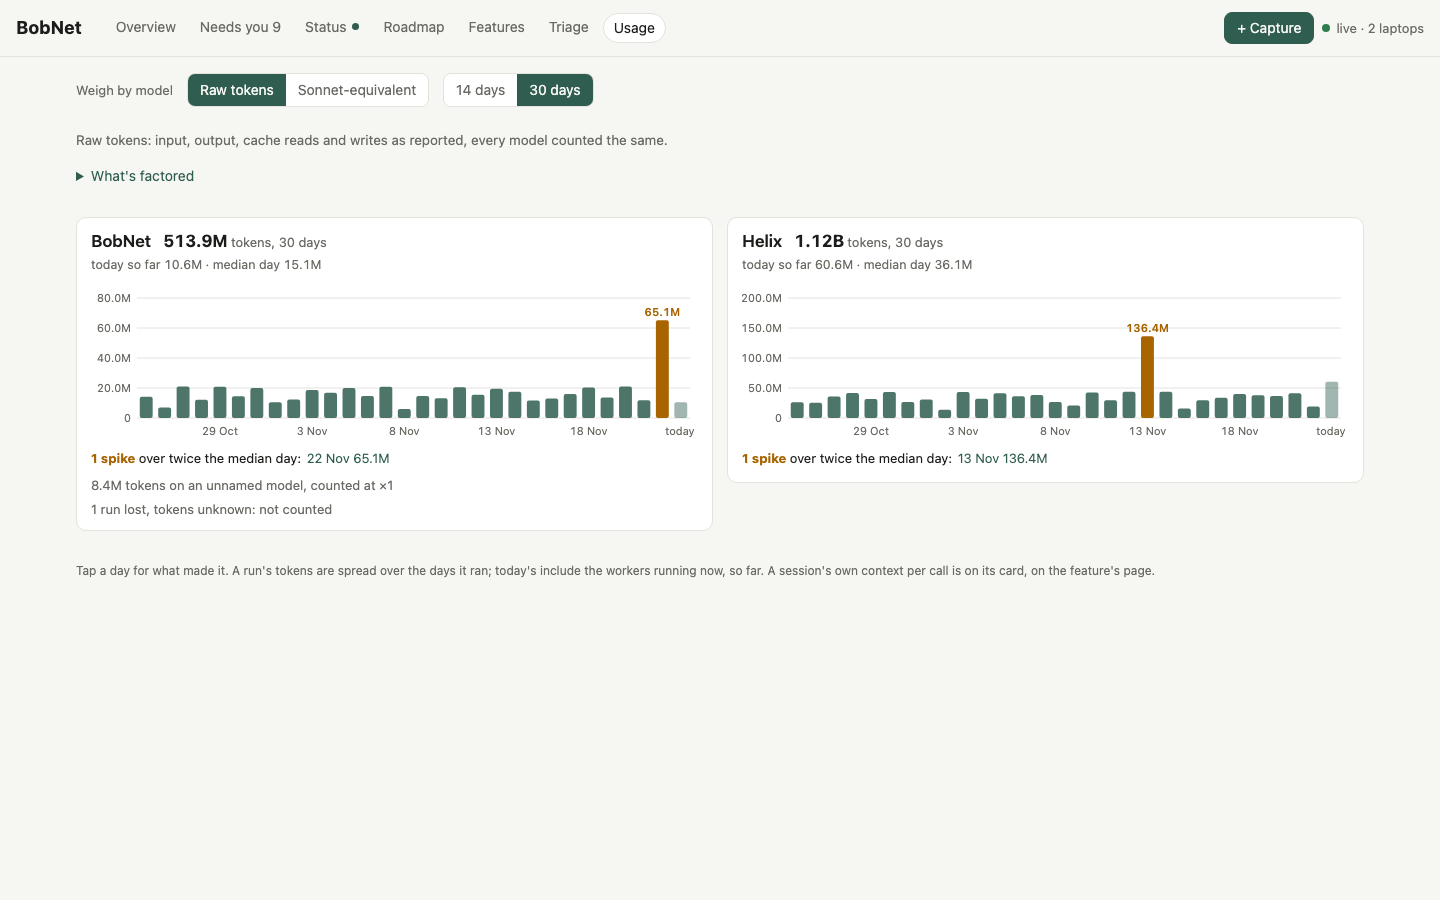 BobNet Overview Needs you 9 Status Roadmap Features Triage Usage + Capture live · 2 laptops
Weigh by model Raw tokens Sonnet-equivalent 14 days 30 days
Raw tokens: input, output, cache reads and writes as reported, every model counted the same.
What's factored
BobNet 513.9M tokens, 30 days
today so far 10.6M · median day 15.1M
80.0M
65.1M
60.0M
40.0M
20.0M
0
29 Oct 3 Nov 8 Nov 13 Nov 18 Nov today
1 spike over twice the median day: 22 Nov 65.1M
8.4M tokens on an unnamed model, counted at ×1
1 run lost, tokens unknown: not counted
Helix 1.12B tokens, 30 days
today so far 60.6M · median day 36.1M
200.0M
150.0M
136.4M
100.0M
50.0M
0
29 Oct 3 Nov 8 Nov 13 Nov 18 Nov today
1 spike over twice the median day: 13 Nov 136.4M
Tap a day for what made it. A run's tokens are spread over the days it ran; today's include the workers running now, so far. A session's own context per call is on its card, on the feature's page.